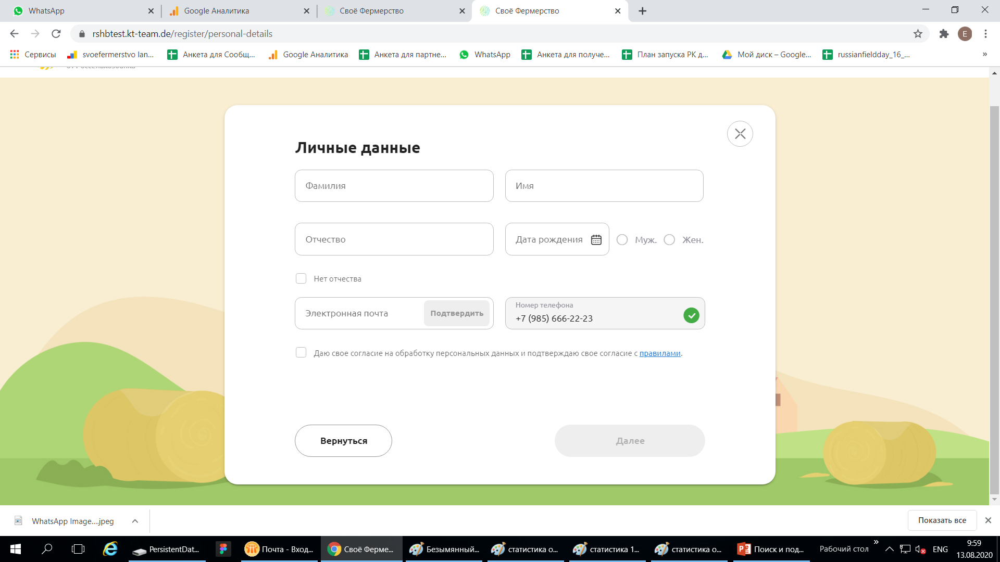 WhatsApp
Google Аналитика
Своё Фермерство
Своё Фермерство
rshbtest.kt-team.de/register/personal-details
E
Сервисы
svoefermerstvo lan...
Анкета для Сообщ...
Google Аналитика
Анкета для партне...
WhatsApp
Анкета для получе...
План запуска РК д...
Мой диск – Google...
russianfieldday_16_...
»
Личные данные
Фамилия
Имя
Отчество
Дата рождения
Муж.
Жен.
Нет отчества
Электронная почта
Подтвердить
Номер телефона
+7 (985) 666-22-23
Даю свое согласие на обработку персональных данных и подтверждаю свое согласие с правилами.
Вернуться
Далее
WhatsApp Image....jpeg
Показать все
PersistentDat...
Почта - Вход...
Своё Ферме...
Безымянный...
статистика о...
статистика 1...
статистика о...
Поиск и под...
Рабочий стол
»
ENG
9:59
13.08.2020